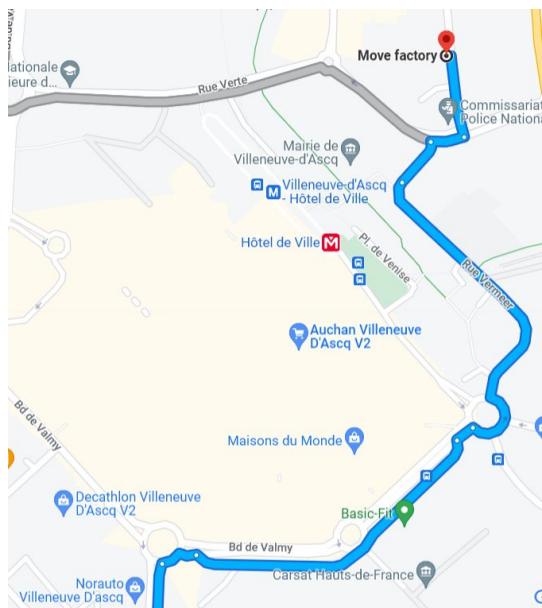 Move factory
lationale
ieure d...
Rue Verte
Commissariat
Police Nationa
Mairie de
Villeneuve-d'Ascq
Villeneuve-d'Ascq
- Hôtel de Ville
Hôtel de Ville
Pl. de Venise
Rue Vermeer
Auchan Villeneuve
D'Ascq V2
Bd de Valmy
Maisons du Monde
Decathlon Villeneuve
D'Ascq V2
Basic-Fit
Bd de Valmy
Carsat Hauts-de-France
Norauto
Villeneuve D'ascq